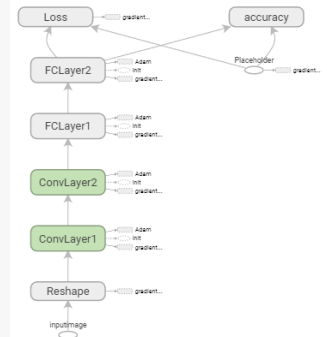 Loss
gradient...
accuracy
Placeholder
gradient...
FCLayer2
Adam
init
gradient...
FCLayer1
Adam
init
gradient...
ConvLayer2
Adam
init
gradient...
ConvLayer1
Adam
init
gradient...
Reshape
gradient...
inputimage